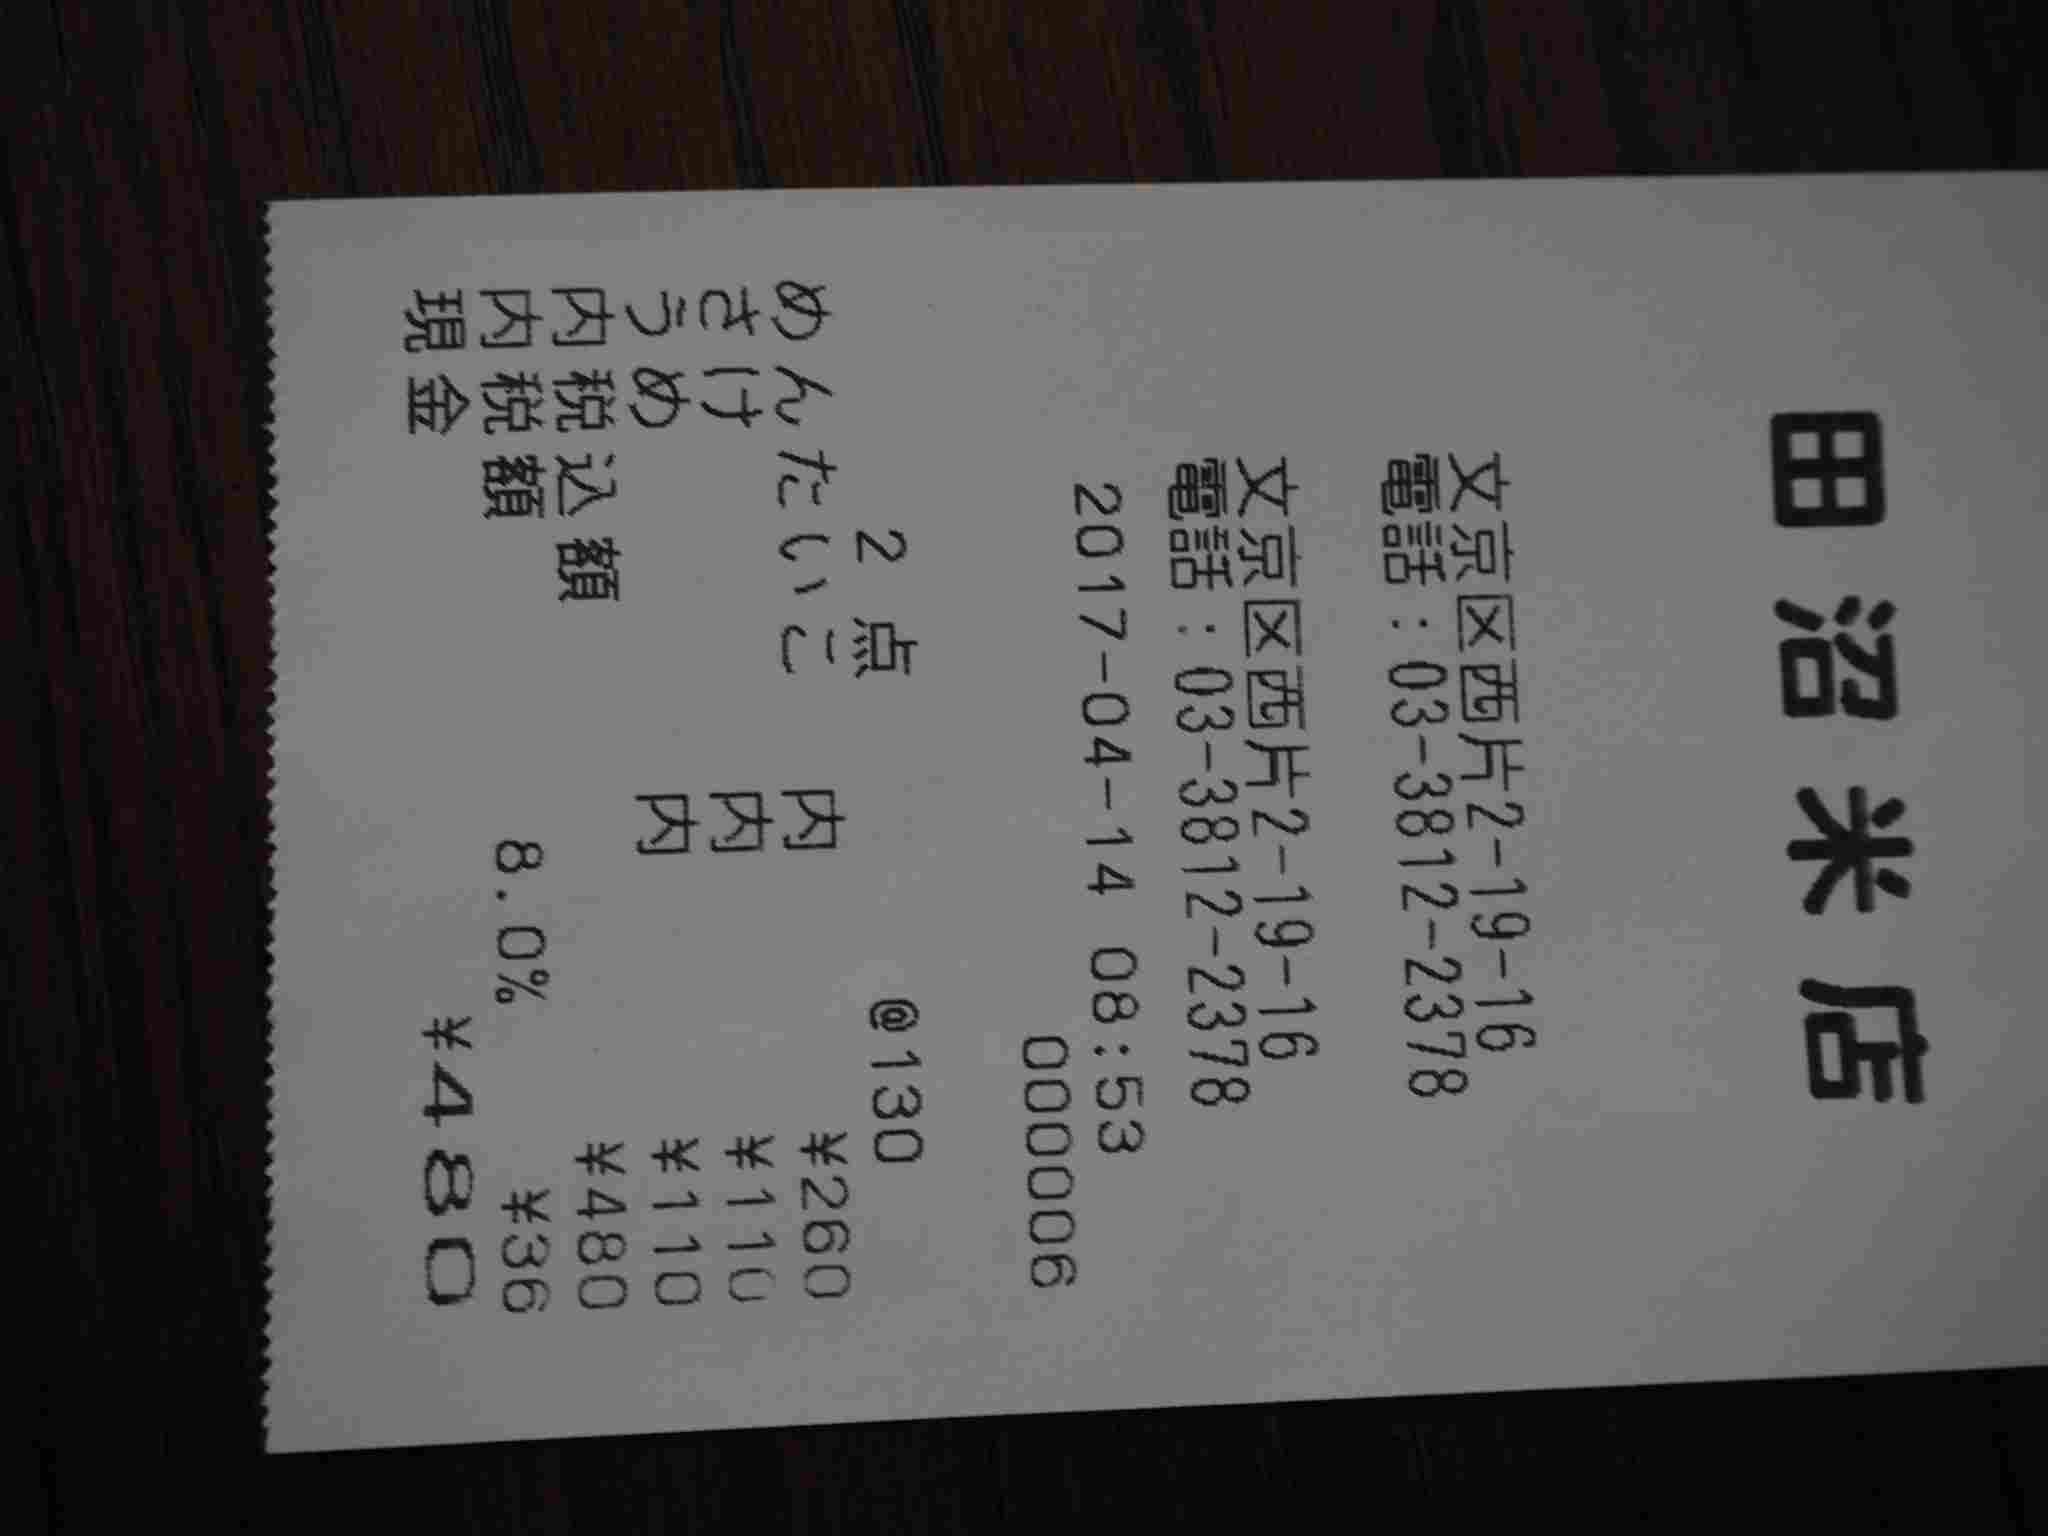 田沼米店
文京区西片2-19-16
電話:03-3812-2378
文京区西片2-19-16
電話:03-3812-2378
2017-04-14 08:53
000006
2点 @130
めんたいこ 内 ¥260
さけ 内 ¥110
うめ 内 ¥110
内税込額 ¥480
内税額 8.0% ¥36
現金 ¥480